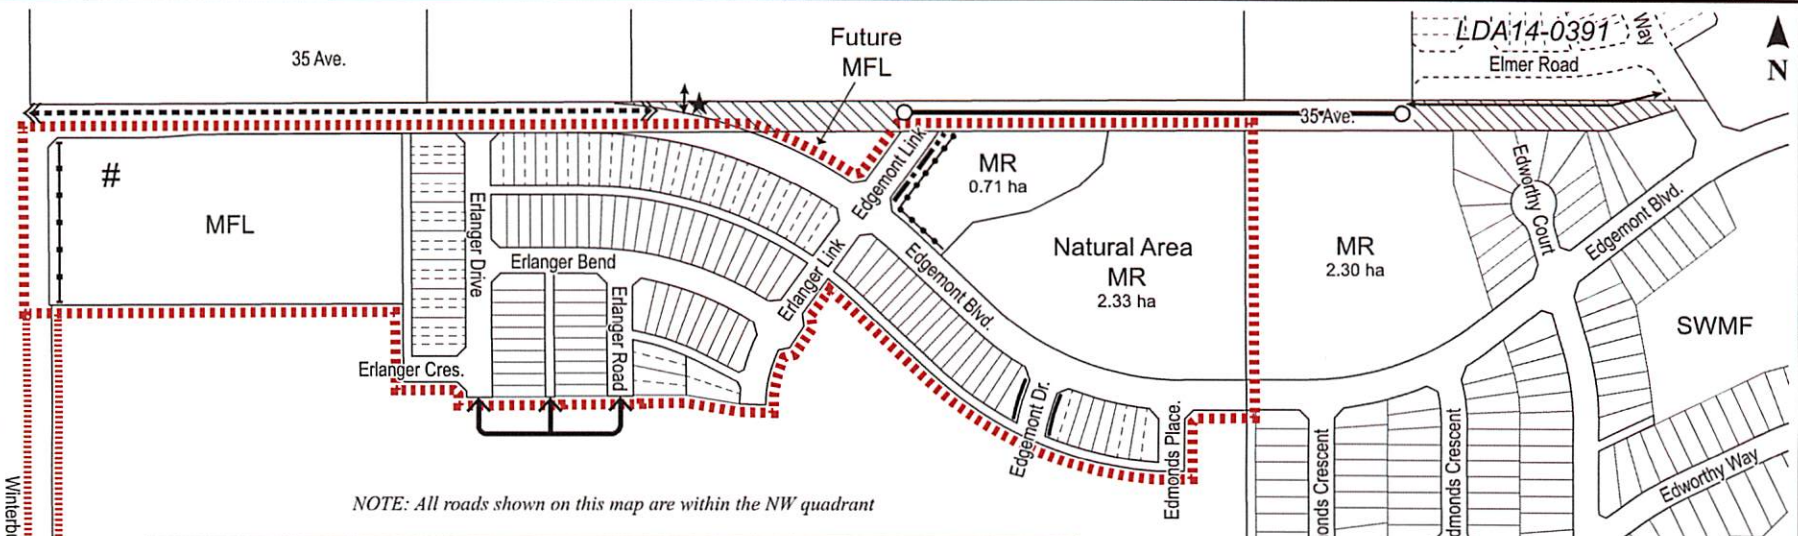 LDA14-0391
Way
Elmer Road
N
35 Ave.
Future
MFL
35 Ave.
#
MFL
Erlanger Drive
Erlanger Bend
Erlanger Road
Erlanger Cres.
Erlanger Link
Edgemont Link
MR
0.71 ha
Natural Area
MR
2.33 ha
Edgemont Blvd.
MR
2.30 ha
Edworthy Court
Edgemont Blvd.
SWMF
Edgemont Dr.
Edmonds Place.
onds Crescent
dmonds Crescent
Edworthy Way
Winterb
NOTE: All roads shown on this map are within the NW quadrant